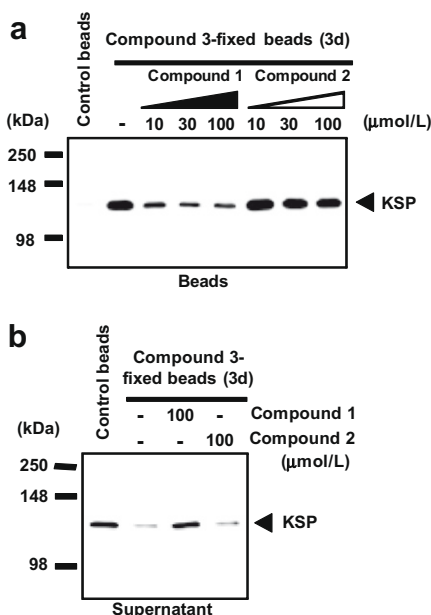 a
Control beads
Compound 3-fixed beads (3d)
Compound 1 Compound 2
(kDa) - 10 30 100 10 30 100 (μmol/L)
250
148
98
KSP
Beads
b
Control beads
Compound 3-
fixed beads (3d)
- 100 - Compound 1
(kDa) - - 100 Compound 2
(μmol/L)
250
148
98
KSP
Supernatant